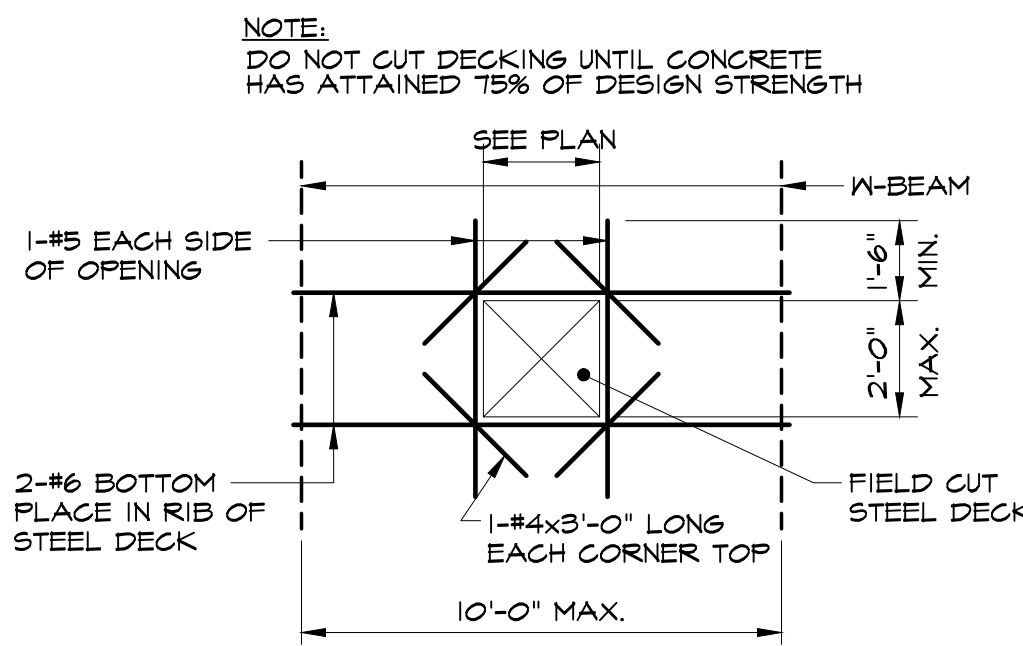 NOTE:
DO NOT CUT DECKING UNTIL CONCRETE
HAS ATTAINED 75% OF DESIGN STRENGTH
SEE PLAN
W-BEAM
1-#5 EACH SIDE
OF OPENING
1'-6"
MIN.
2'-0"
MAX.
2-#6 BOTTOM
PLACE IN RIB OF
STEEL DECK
1-#4x3'-0" LONG
EACH CORNER TOP
FIELD CUT
STEEL DECK
10'-0" MAX.